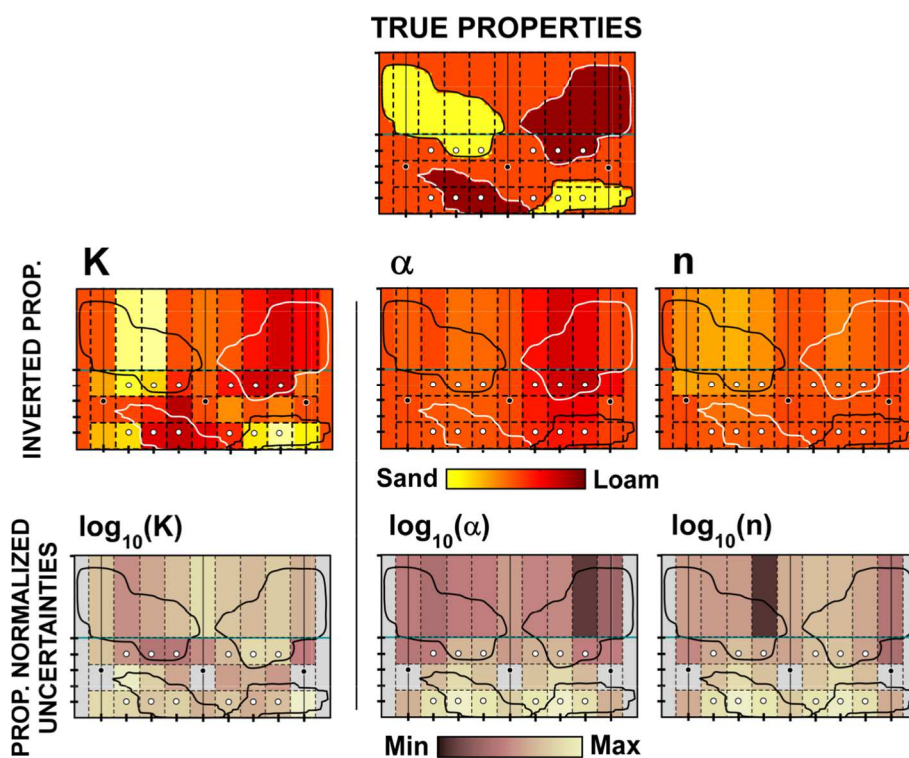 TRUE PROPERTIES
INVERTED PROP.
K
α
n
Sand Loam
PROP. NORMALIZED
UNCERTAINTIES
log₁₀(K)
log₁₀(α)
log₁₀(n)
Min Max